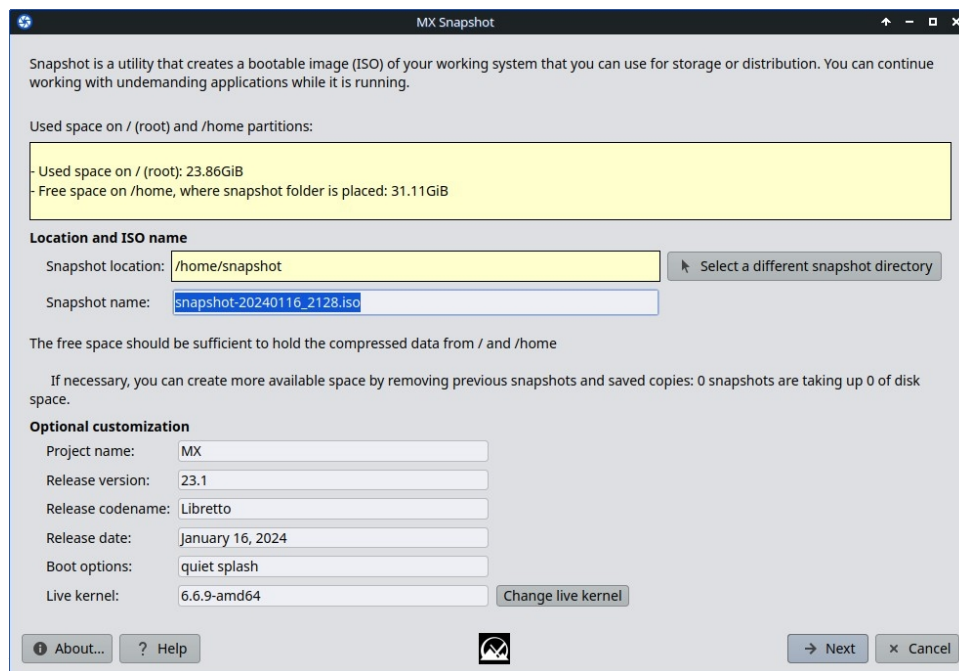 MX Snapshot
Snapshot is a utility that creates a bootable image (ISO) of your working system that you can use for storage or distribution. You can continue
working with undemanding applications while it is running.
Used space on / (root) and /home partitions:
- Used space on / (root): 23.86GiB
- Free space on /home, where snapshot folder is placed: 31.11GiB
Location and ISO name
Snapshot location: /home/snapshot Select a different snapshot directory
Snapshot name: snapshot-20240116_2128.iso
The free space should be sufficient to hold the compressed data from / and /home
If necessary, you can create more available space by removing previous snapshots and saved copies: 0 snapshots are taking up 0 of disk
space.
Optional customization
Project name: MX
Release version: 23.1
Release codename: Libretto
Release date: January 16, 2024
Boot options: quiet splash
Live kernel: 6.6.9-amd64 Change live kernel
About... ? Help Next Cancel